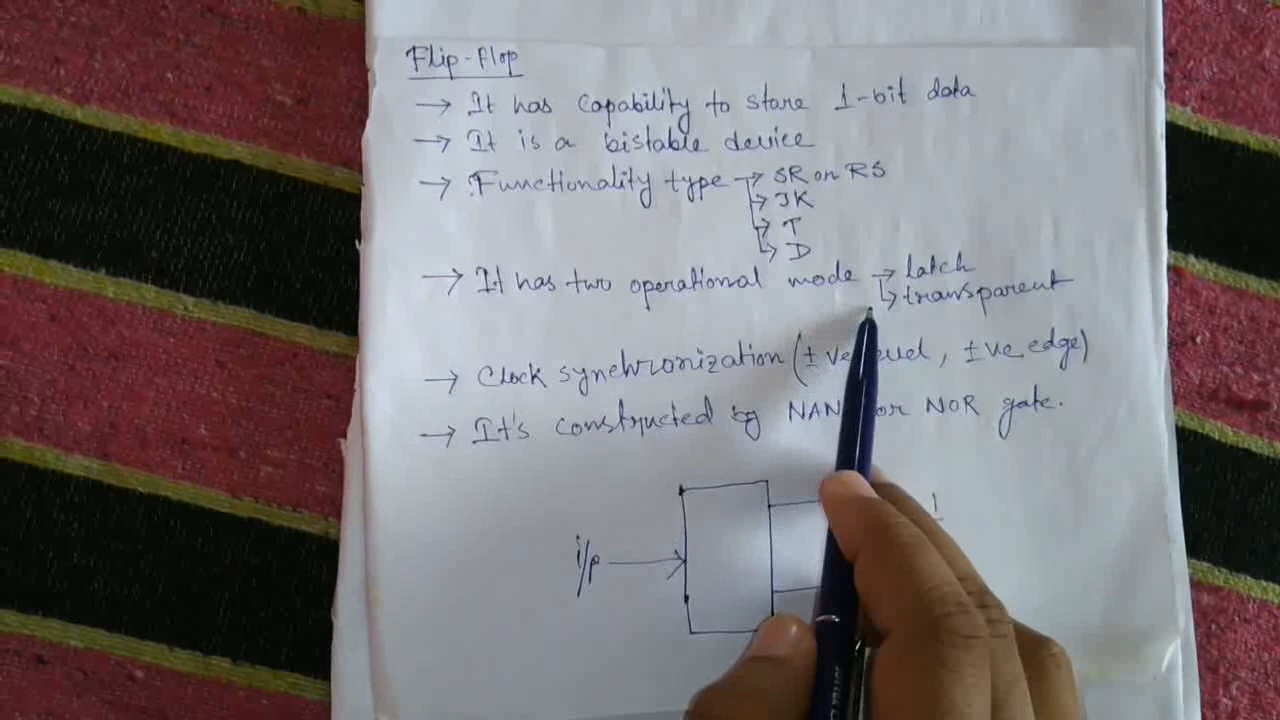 Flip-flop
→ It has capability to store 1-bit data
→ It is a bistable device
→ Functionality type → SR or RS
→ JK
→ T
→ D
→ It has two operational mode → latch
→ transparent
→ Clock synchronization (±ve level, ±ve edge)
→ It's constructed by NAND or NOR gate.
1
i/p